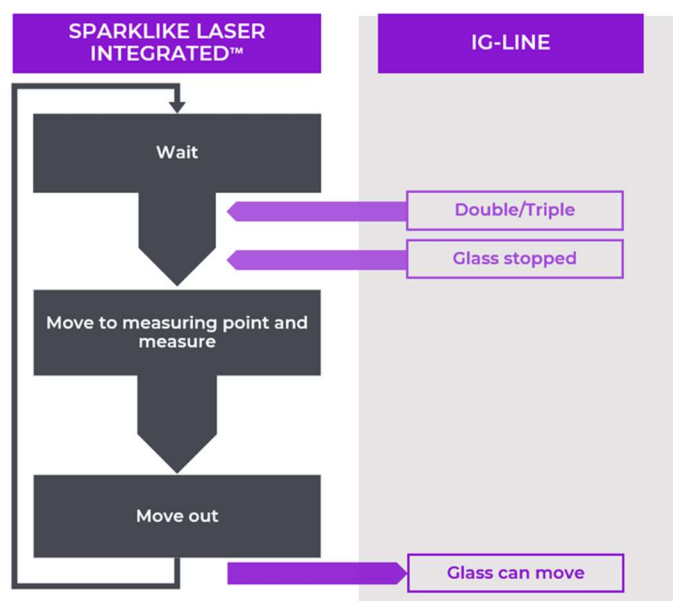 SPARKLIKE LASER
INTEGRATED™
IG-LINE
Wait
Double/Triple
Glass stopped
Move to measuring point and
measure
Move out
Glass can move